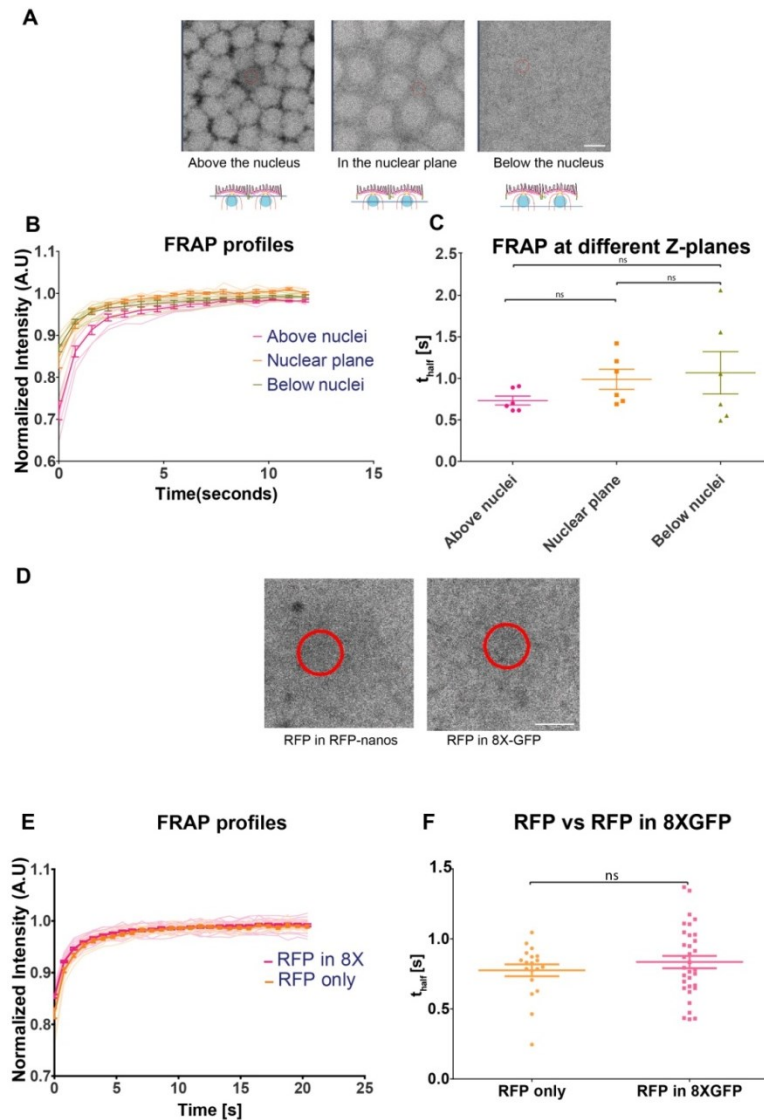 A
Above the nucleus
In the nuclear plane
Below the nucleus
B
FRAP profiles
Normalized Intensity (A.U)
1.1
1.0
0.9
0.8
0.7
0.6
0
5
10
15
Time(seconds)
Above nuclei
Nuclear plane
Below nuclei
C
FRAP at different Z-planes
t_half [s]
2.5
2.0
1.5
1.0
0.5
0.0
ns
ns
ns
Above nuclei
Nuclear plane
Below nuclei
D
RFP in RFP-nanos
RFP in 8X-GFP
E
FRAP profiles
Normalized Intensity (A.U)
1.1
1.0
0.9
0.8
0.7
0
5
10
15
20
25
Time [s]
RFP in 8X
RFP only
F
RFP vs RFP in 8XGFP
t_half [s]
1.5
1.0
0.5
0.0
ns
RFP only
RFP in 8XGFP